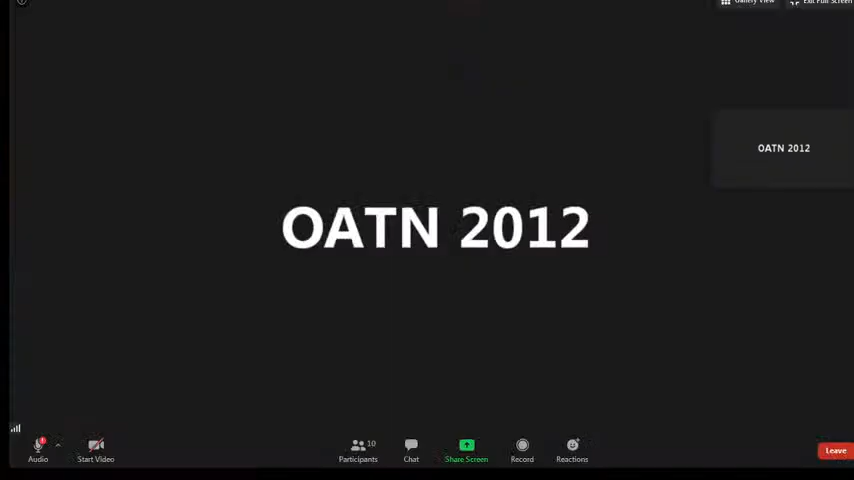 Gallery View Exit Full Screen
OATN 2012
OATN 2012
10
Audio Start Video Participants Chat Share Screen Record Reactions Leave